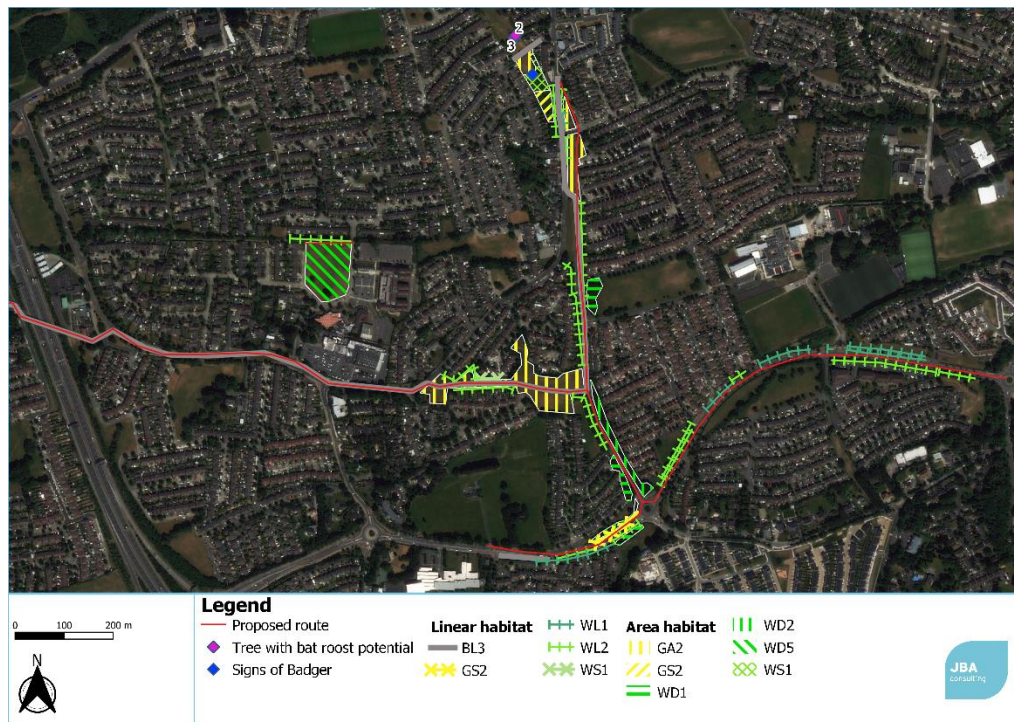 2
3
Legend
Proposed route
Tree with bat roost potential
Signs of Badger
Linear habitat
BL3
GS2
WL1
WL2
WS1
Area habitat
GA2
GS2
WD1
WD2
WD5
WS1
0 100 200 m
N
JBA
consulting